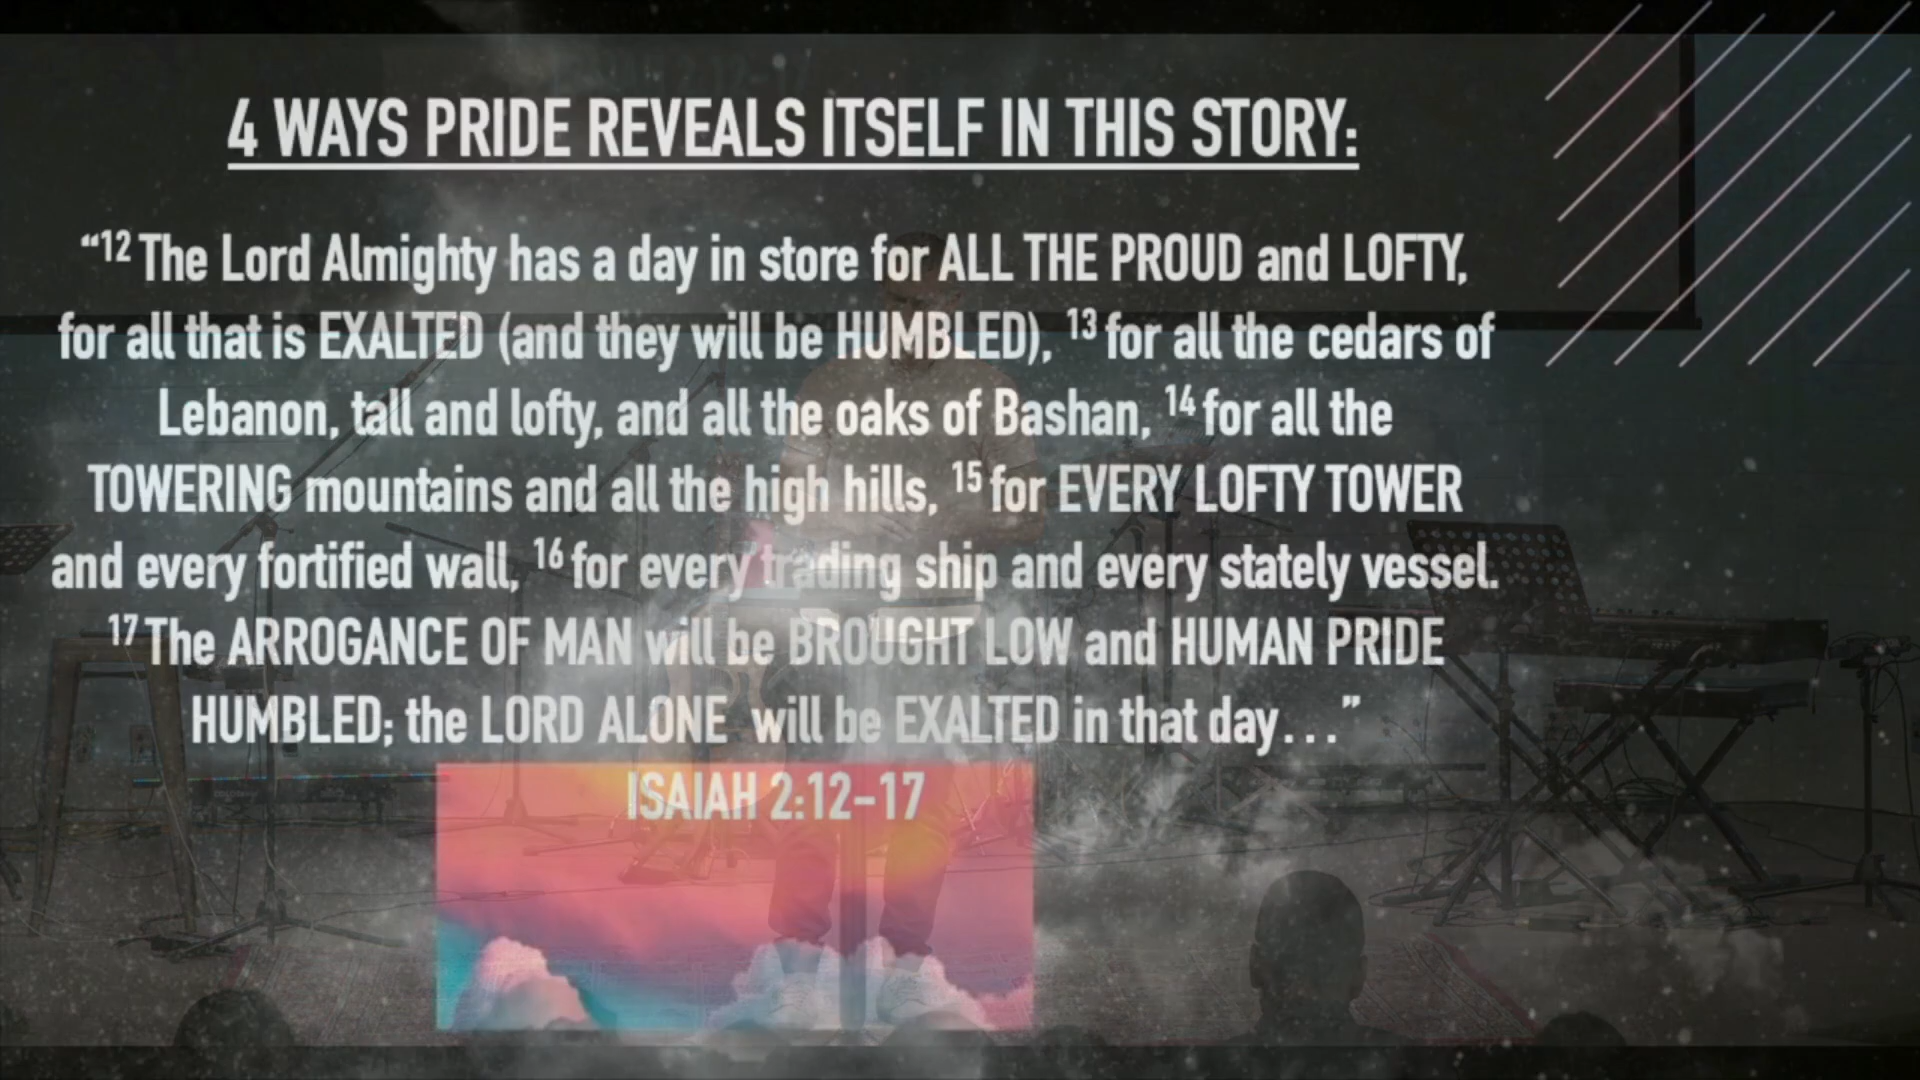 4 WAYS PRIDE REVEALS ITSELF IN THIS STORY:
“12 The Lord Almighty has a day in store for ALL THE PROUD and LOFTY,
for all that is EXALTED (and they will be HUMBLED), 13 for all the cedars of
Lebanon, tall and lofty, and all the oaks of Bashan, 14 for all the
TOWERING mountains and all the high hills, 15 for EVERY LOFTY TOWER
and every fortified wall, 16 for every trading ship and every stately vessel.
17 The ARROGANCE OF MAN will be BROUGHT LOW and HUMAN PRIDE
HUMBLED; the LORD ALONE will be EXALTED in that day...”
ISAIAH 2:12-17